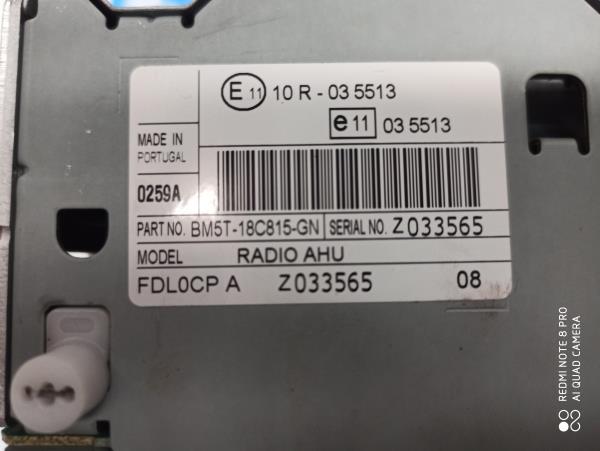 E 11 10 R - 03 5513
e 11 03 5513
MADE IN
PORTUGAL
0259A
PART NO. BM5T-18C815-GN SERIAL NO. Z033565
MODEL RADIO AHU
FDL0CP A Z033565 08
REDMI NOTE 8 PRO
AI QUAD CAMERA